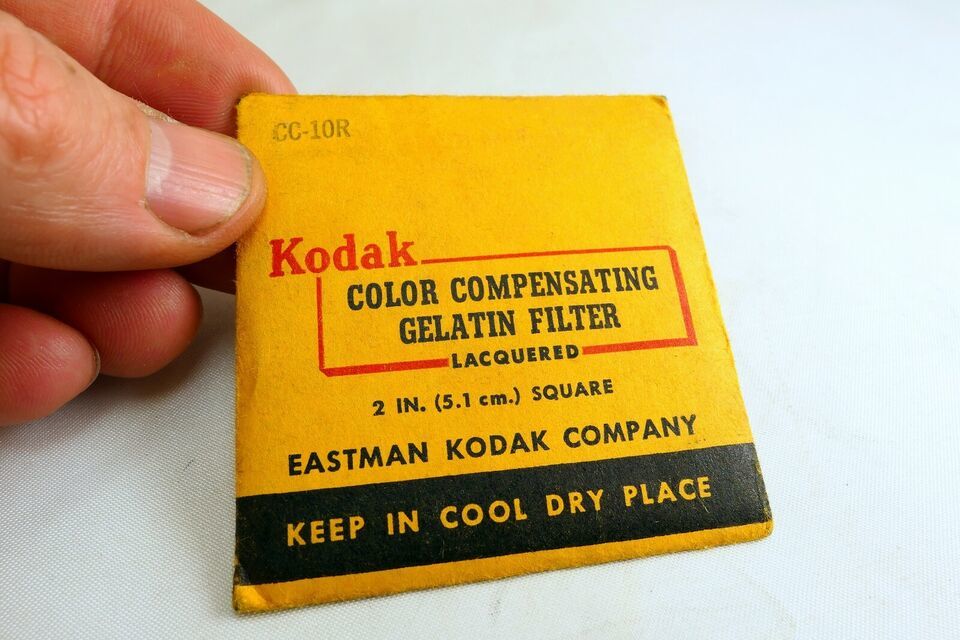 CC-10R
Kodak
COLOR COMPENSATING
GELATIN FILTER
LACQUERED
2 IN. (5.1 cm.) SQUARE
EASTMAN KODAK COMPANY
KEEP IN COOL DRY PLACE